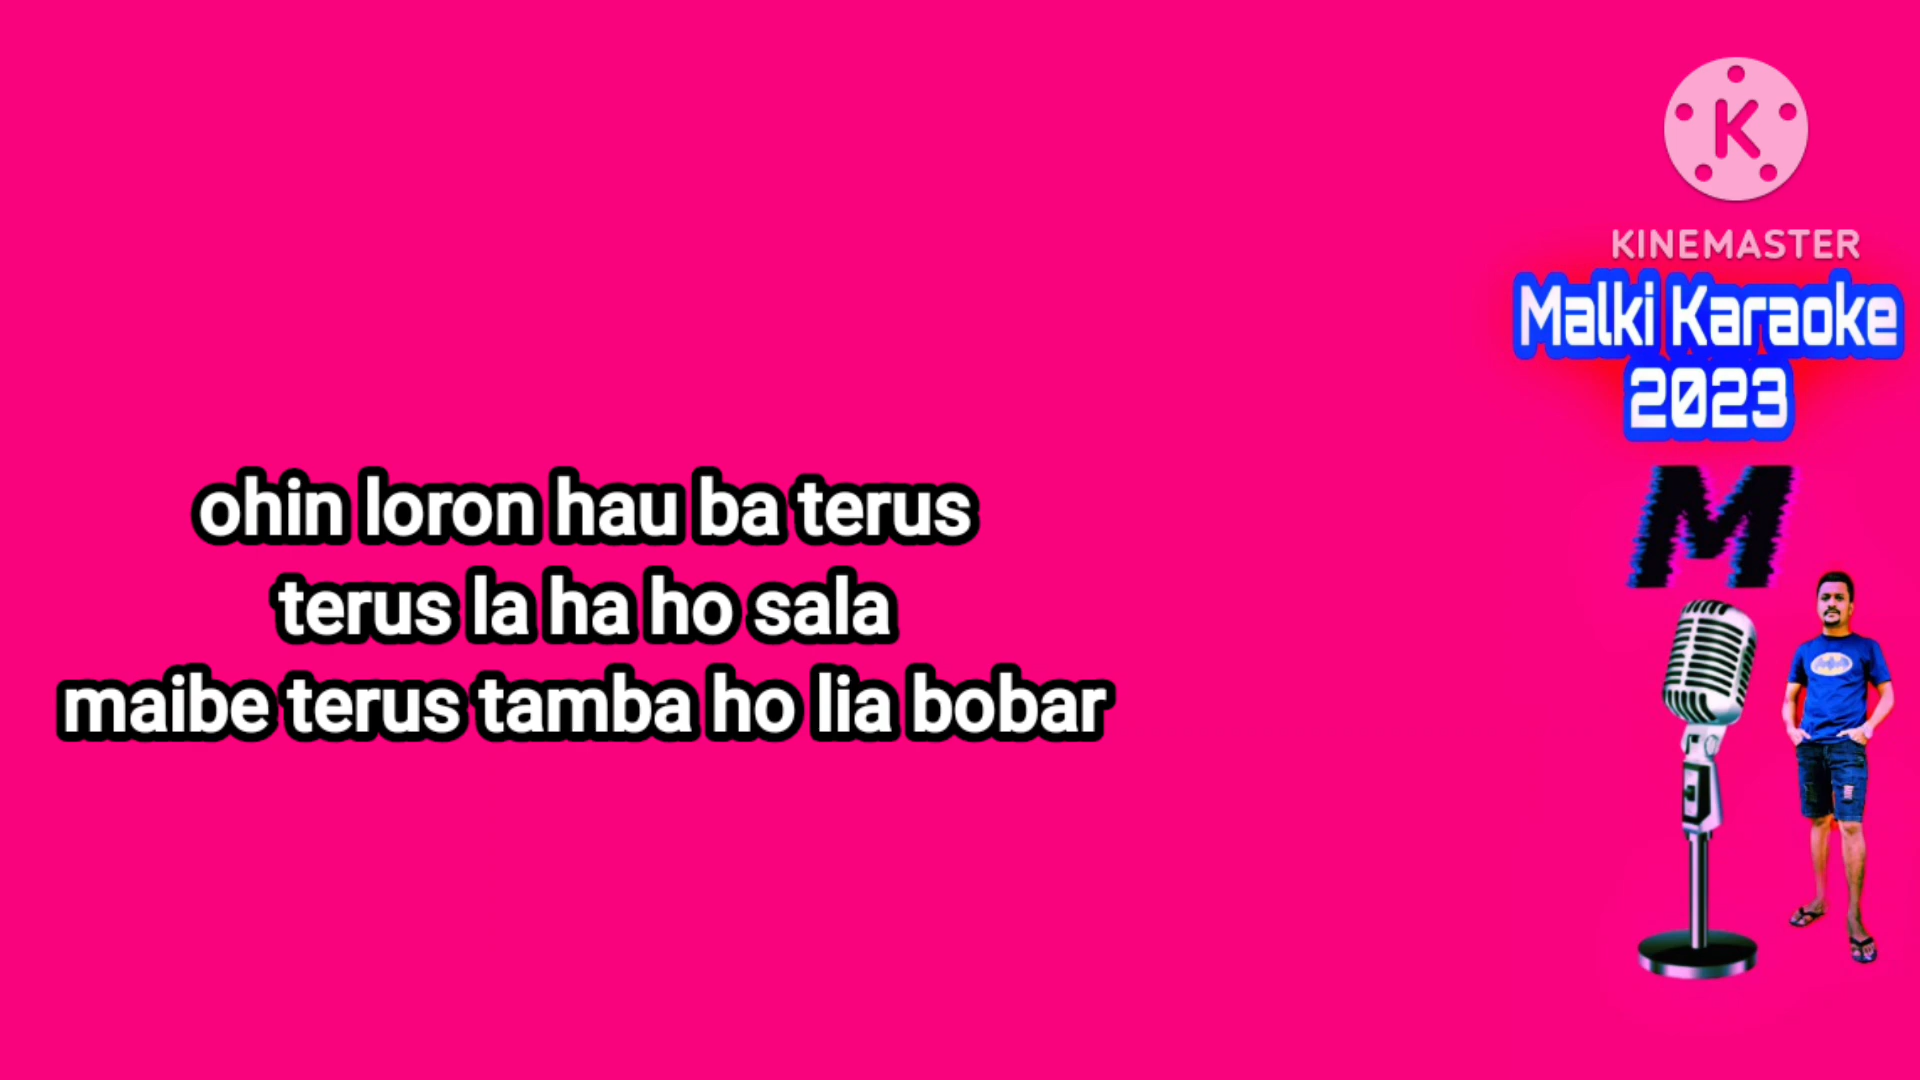 K
KINEMASTER
Malki Karaoke
2023
M
ohin loron hau ba terus
terus la ha ho sala
maibe terus tamba ho lia bobar